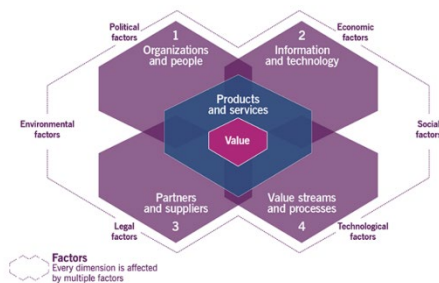 Political
factors
Economic
factors
1
Organizations
and people
2
Information
and technology
Products
and services
Environmental
factors
Value
Social
factors
Partners
and suppliers
3
Value streams
and processes
4
Legal
factors
Technological
factors
Factors
Every dimension is affected
by multiple factors